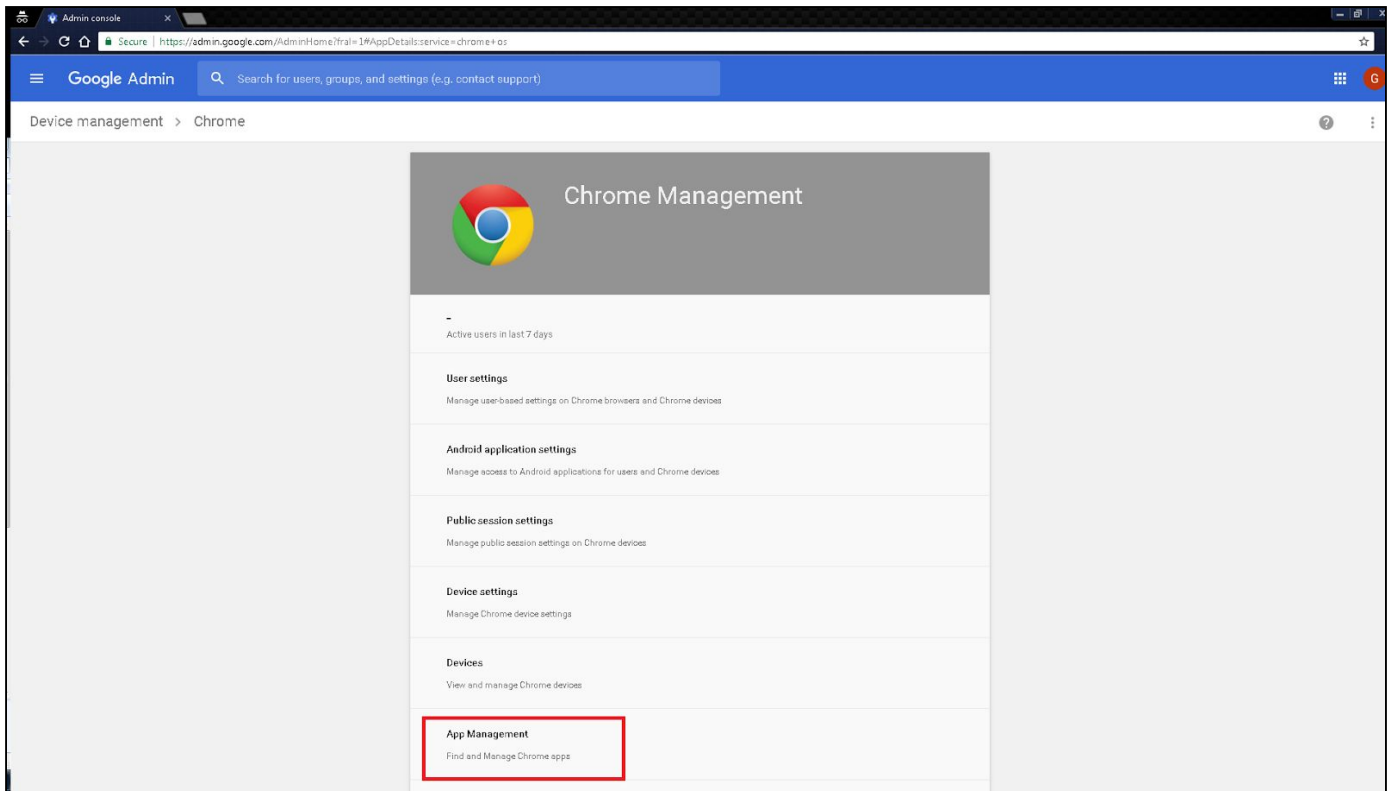 Admin console
Secure | https://admin.google.com/AdminHome?fral=1#AppDetails:service=chrome+os
Google Admin
Search for users, groups, and settings (e.g. contact support)
G
Device management > Chrome
Chrome Management
-
Active users in last 7 days
User settings
Manage user-based settings on Chrome browsers and Chrome devices
Android application settings
Manage access to Android applications for users and Chrome devices
Public session settings
Manage public session settings on Chrome devices
Device settings
Manage Chrome device settings
Devices
View and manage Chrome devices
App Management
Find and Manage Chrome apps